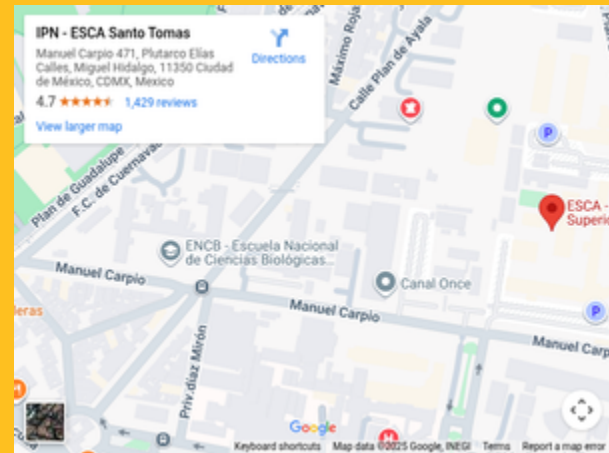 IPN - ESCA Santo Tomas
Manuel Carpio 471, Plutarco Elias
Calles, Miguel Hidalgo, 11350 Ciudad
de México, CDMX, Mexico
4.7
1,429 reviews
View larger map
Directions
Máximo Rojas
Calle Plan de Ayala
Plan de Guadalupe
F.C. de Cuernavac
P
ESCA -
Superio
ENCB - Escuela Nacional
de Ciencias Biológicas...
Canal Once
Manuel Carpio
Manuel Carpio
Manuel Carp
P
eras
Priv.díaz Mirón
Google
Keyboard shortcuts
Map data ©2025 Google, INEGI
Terms
Report a map error